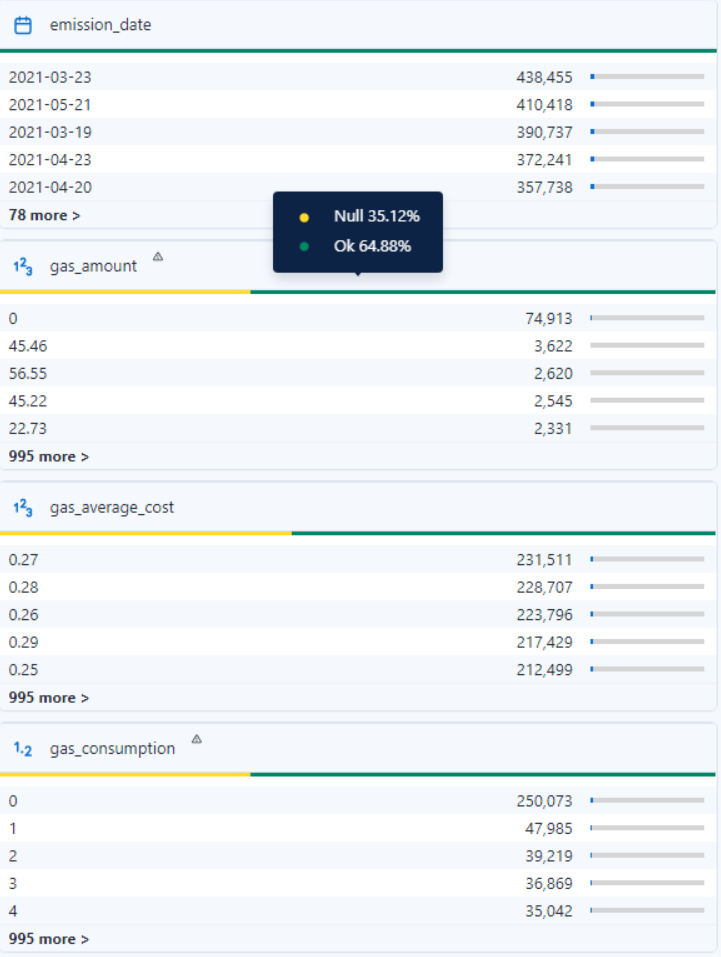 emission_date
2021-03-23 438,455
2021-05-21 410,418
2021-03-19 390,737
2021-04-23 372,241
2021-04-20 357,738
78 more >
Null 35.12%
Ok 64.88%
123 gas_amount
0 74,913
45.46 3,622
56.55 2,620
45.22 2,545
22.73 2,331
995 more >
123 gas_average_cost
0.27 231,511
0.28 228,707
0.26 223,796
0.29 217,429
0.25 212,499
995 more >
1.2 gas_consumption
0 250,073
1 47,985
2 39,219
3 36,869
4 35,042
995 more >